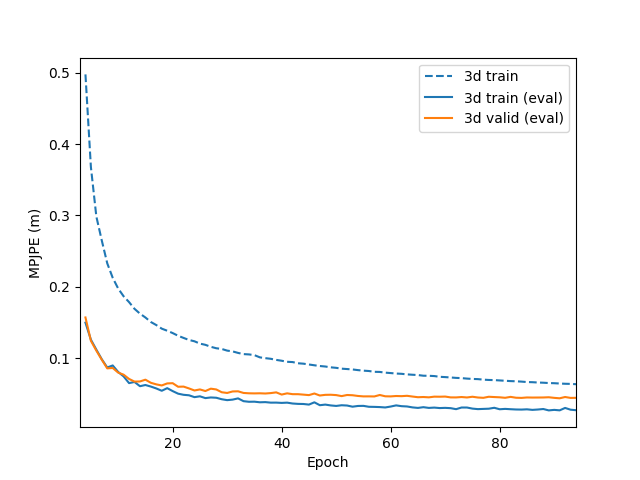 0.5
0.4
0.3
0.2
0.1
MPJPE (m)
3d train
3d train (eval)
3d valid (eval)
20
40
60
80
Epoch